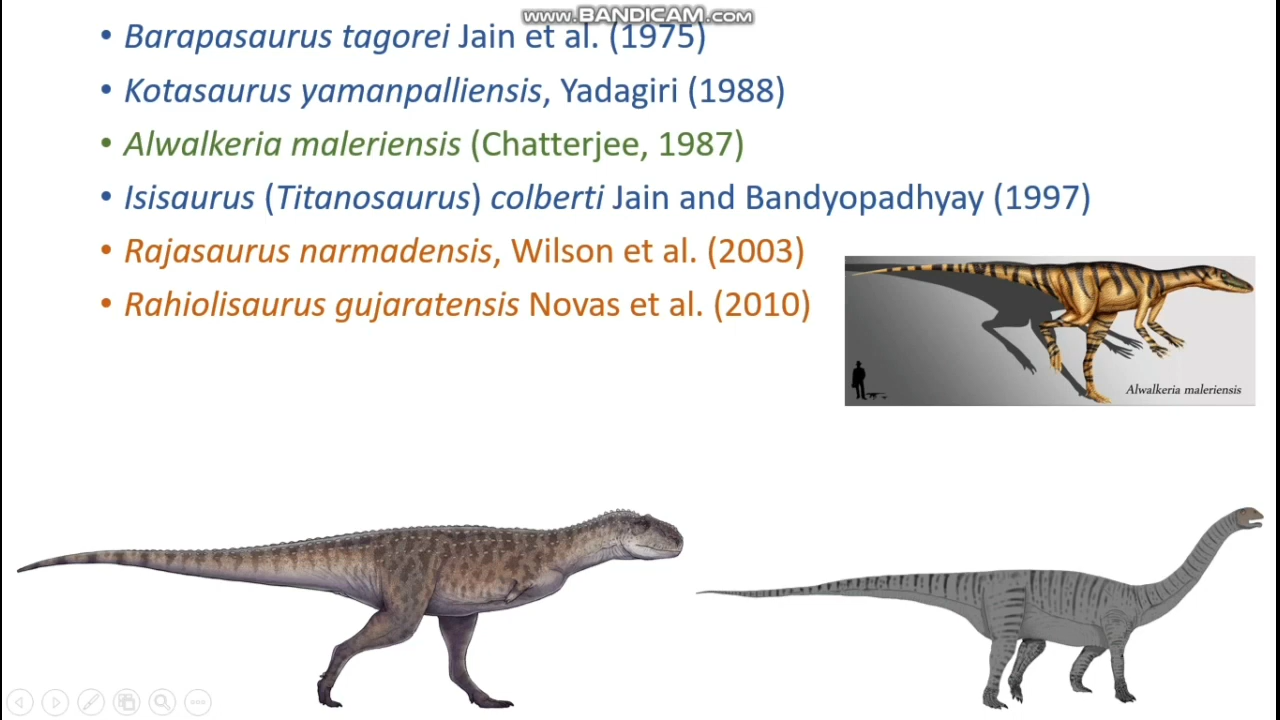 www.BANDICAM.com
• Barapasaurus tagorei Jain et al. (1975)
• Kotasaurus yamanpalliensis, Yadagiri (1988)
• Alwalkeria maleriensis (Chatterjee, 1987)
• Isisaurus (Titanosaurus) colberti Jain and Bandyopadhyay (1997)
• Rajasaurus narmadensis, Wilson et al. (2003)
• Rahiolisaurus gujaratensis Novas et al. (2010)
Alwalkeria maleriensis